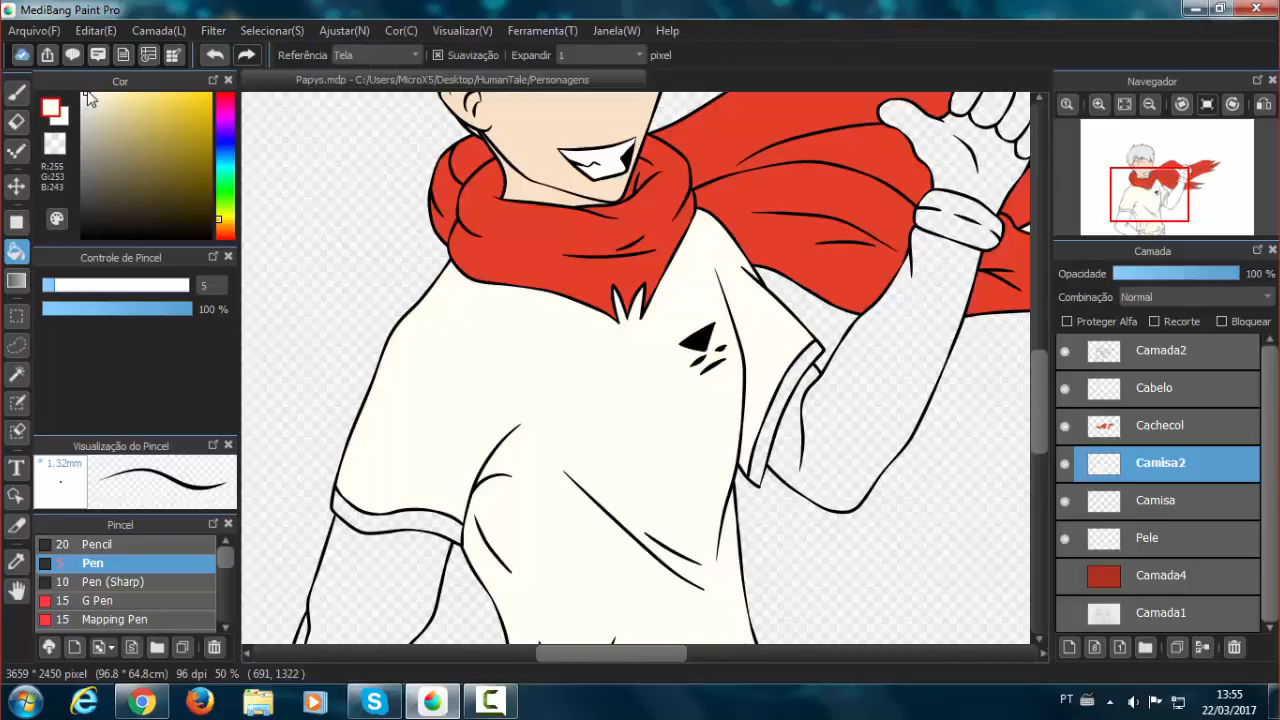 MediBang Paint Pro
Arquivo(F) Editar(E) Camada(L) Filter Selecionar(S) Ajustar(N) Cor(C) Visualizar(V) Ferramenta(T) Janela(W) Help
Referência Tela Suavização Expandir 1 pixel
Cor
Papys.mdp - C:/Users/MicroX5/Desktop/HumanTale/Personagens
Navegador
R:255
G:253
B:243
Controle de Pincel
5
100 %
Camada
Opacidade 100 %
Combinação Normal
Proteger Alfa Recorte Bloquear
Camada2
Cabelo
Cachecol
Camisa2
Camisa
Pele
Camada4
Camada1
Visualização do Pincel
* 1.32mm
Pincel
20 Pencil
5 Pen
10 Pen (Sharp)
15 G Pen
15 Mapping Pen
3659 * 2450 pixel (96.8 * 64.8cm) 96 dpi 50 % ( 691, 1322 )
PT
13:55
22/03/2017